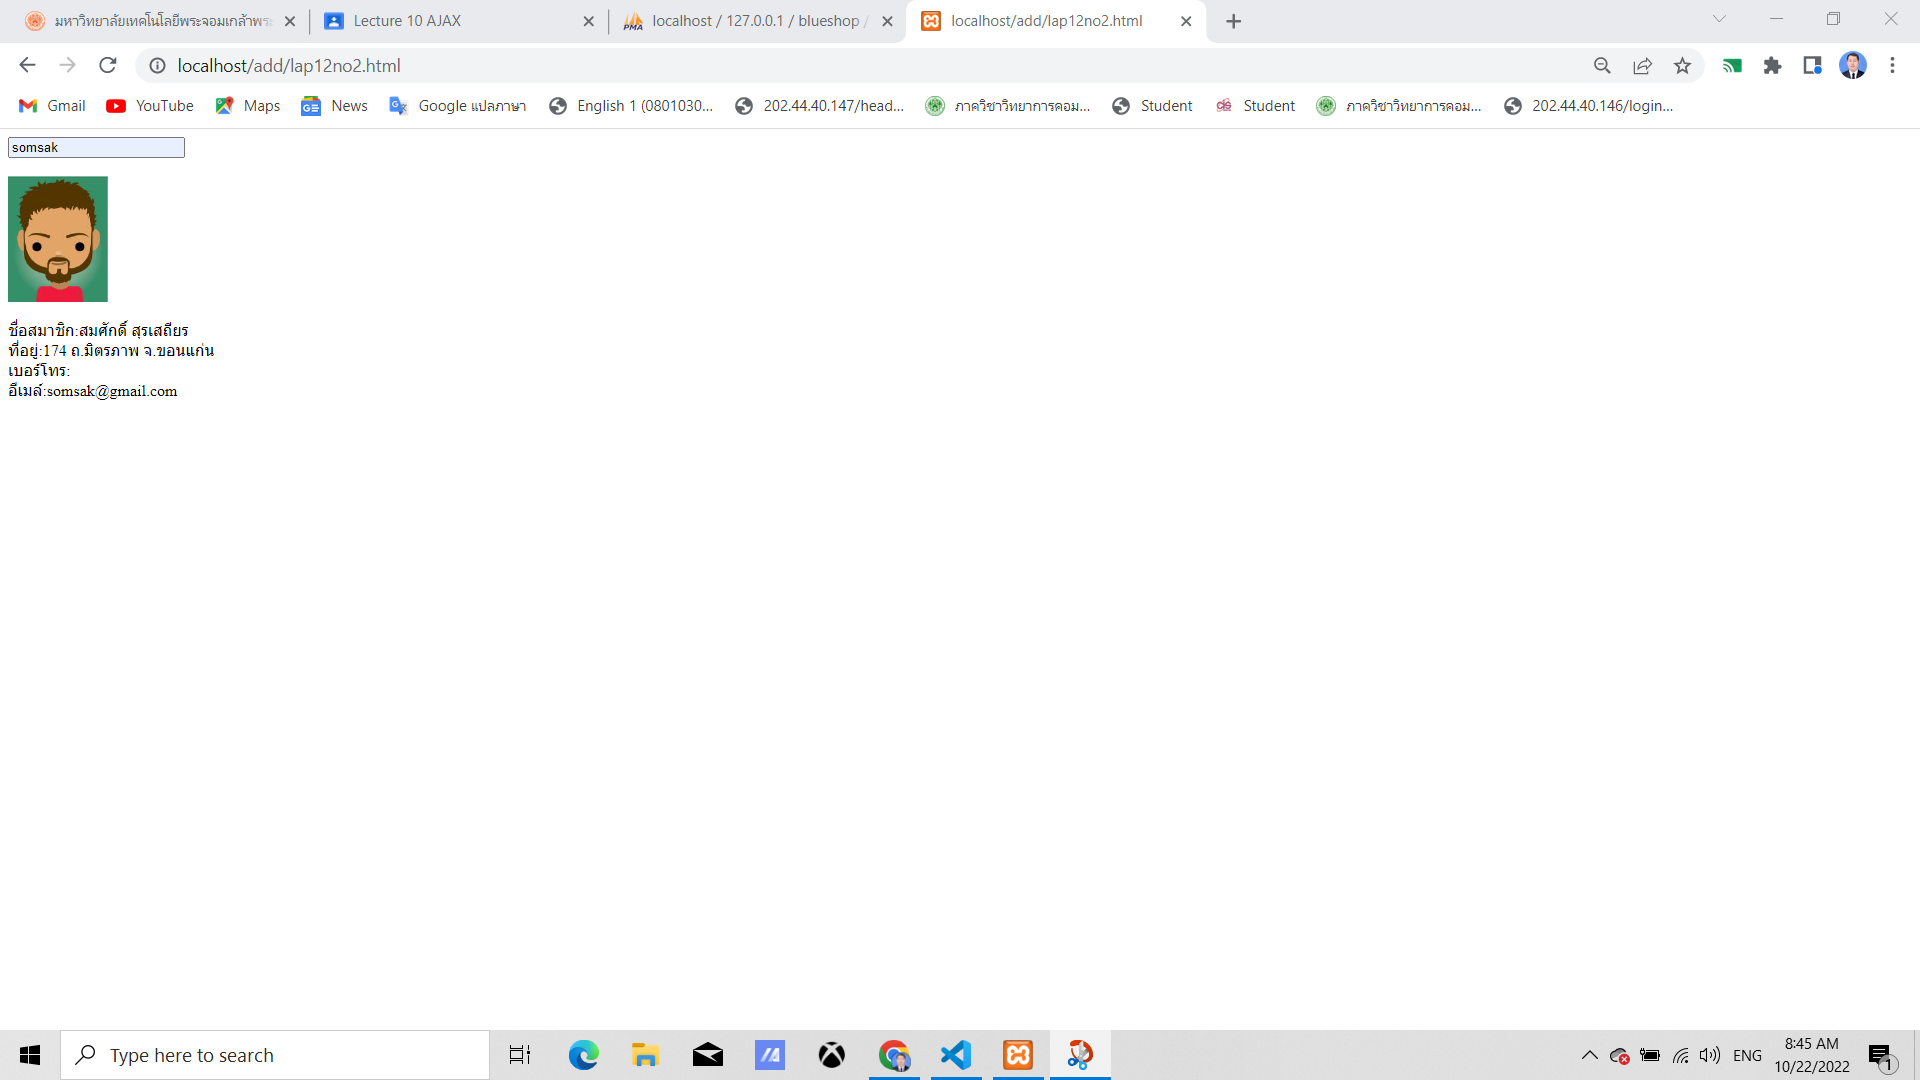 มหาวิทยาลัยเทคโนโลยีพระจอมเกล้าพระ
Lecture 10 AJAX
PMA
localhost / 127.0.0.1 / blueshop /
localhost/add/lap12no2.html
localhost/add/lap12no2.html
Gmail
YouTube
Maps
News
Google แปลภาษา
English 1 (0801030...
202.44.40.147/head...
ภาควิชาวิทยาการคอม...
Student
Student
ภาควิชาวิทยาการคอม...
202.44.40.146/login...
somsak
ชื่อสมาชิก:สมศักดิ์ สุรเสถียร
ที่อยู่:174 ถ.มิตรภาพ จ.ขอนแก่น
เบอร์โทร:
อีเมล์:somsak@gmail.com
Type here to search
ENG
8:45 AM
10/22/2022
1